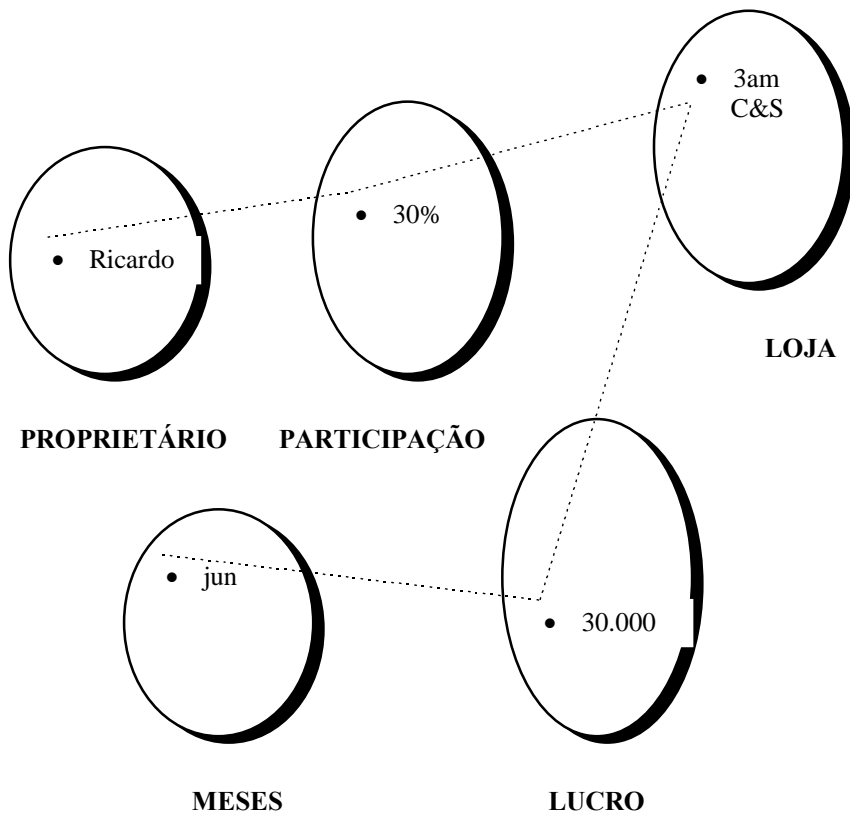 • 3am
C&S
• 30%
• Ricardo
LOJA
PROPRIETÁRIO PARTICIPAÇÃO
• jun
• 30.000
MESES LUCRO